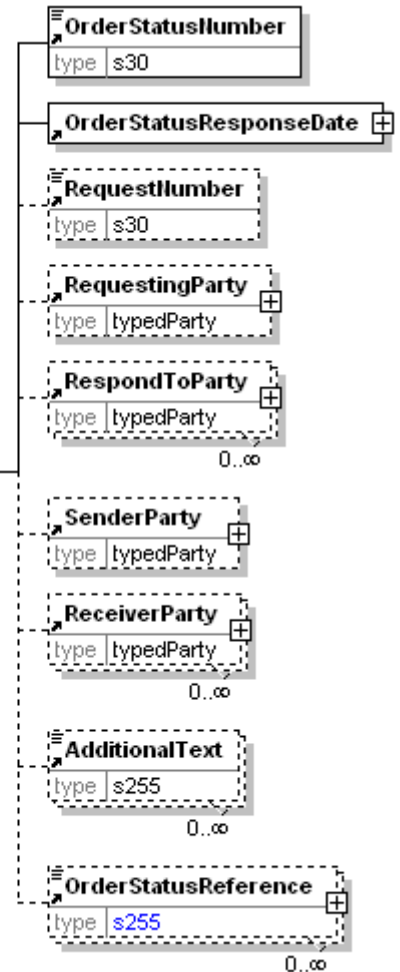 OrderStatusNumber
type s30
OrderStatusResponseDate
RequestNumber
type s30
RequestingParty
type typedParty
RespondToParty
type typedParty
0..∞
SenderParty
type typedParty
ReceiverParty
type typedParty
0..∞
AdditionalText
type s255
0..∞
OrderStatusReference
type s255
0..∞